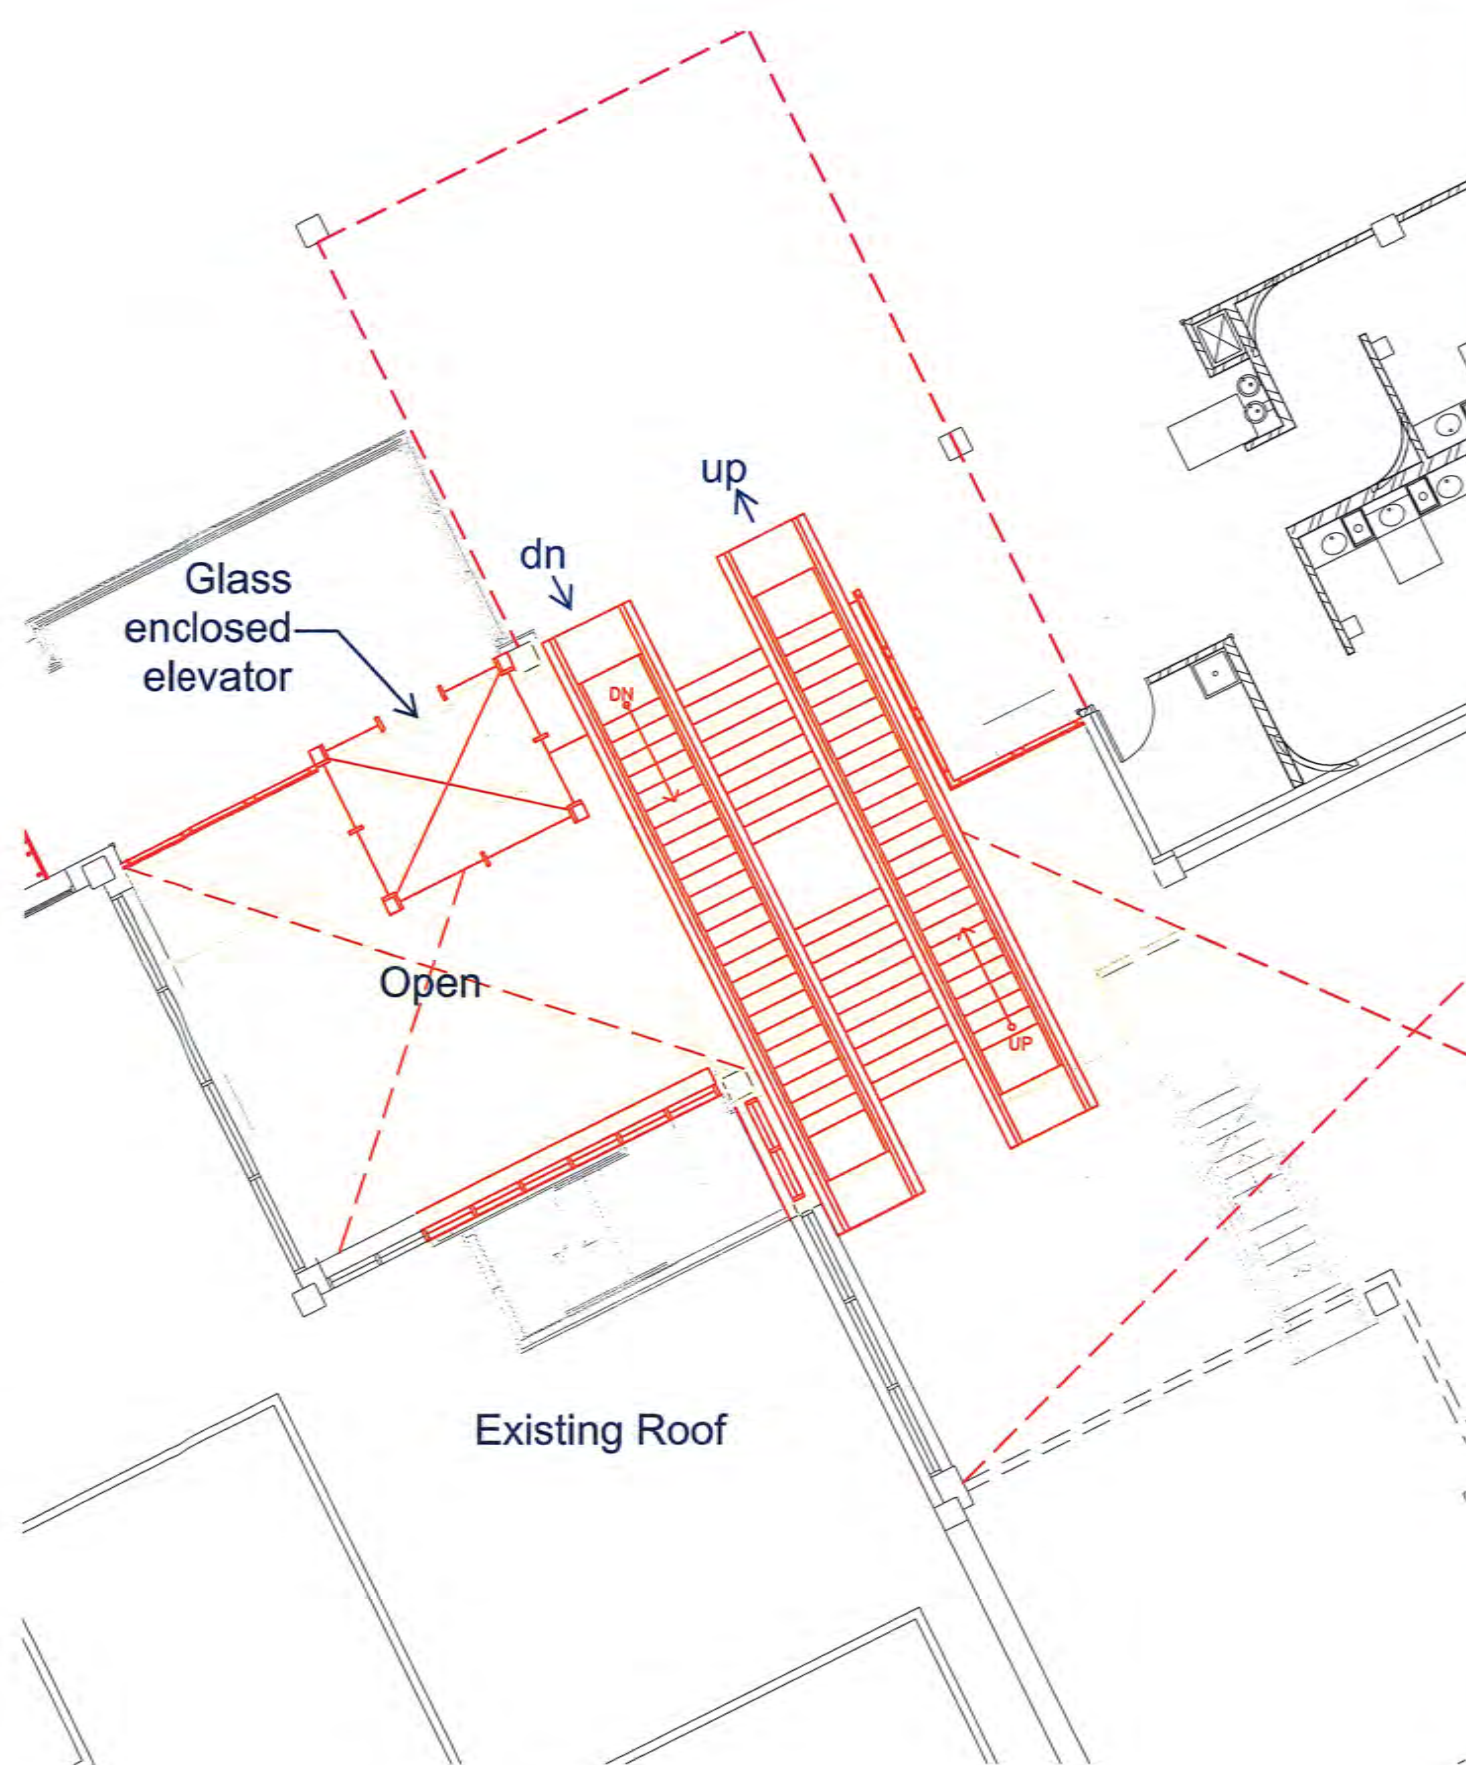 up
dn
Glass
enclosed
elevator
DN
Open
UP
Existing Roof